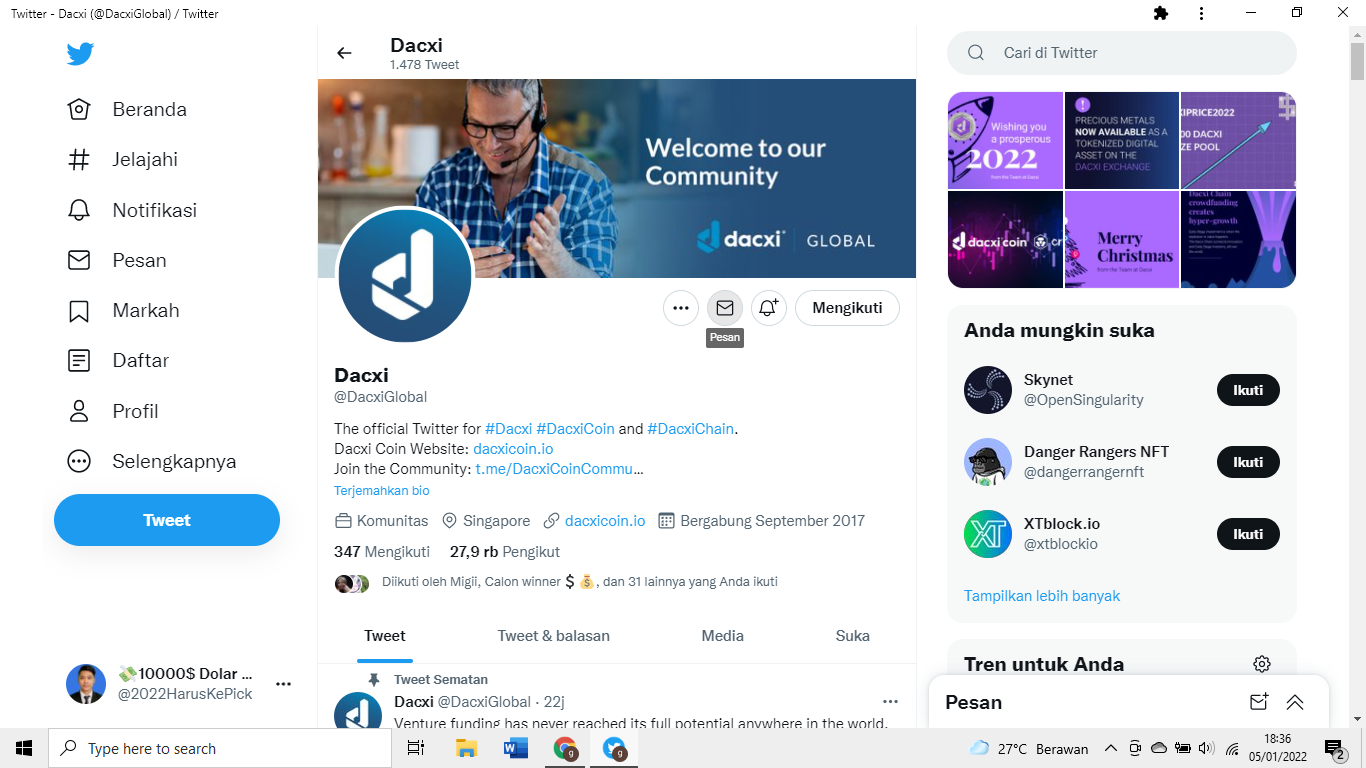 Twitter - Dacxi (@DacxiGlobal) / Twitter
Beranda
Jelajahi
Notifikasi
Pesan
Markah
Daftar
Profil
Selengkapnya
Tweet
💸10000$ Dolar ...
@2022HarusKePick
Dacxi
1.478 Tweet
Welcome to our
Community
dacxi GLOBAL
Mengikuti
Pesan
Dacxi
@DacxiGlobal
The official Twitter for #Dacxi #DacxiCoin and #DacxiChain.
Dacxi Coin Website: dacxicoin.io
Join the Community: t.me/DacxiCoinCommu...
Terjemahkan bio
Komunitas Singapore dacxicoin.io Bergabung September 2017
347 Mengikuti 27,9 rb Pengikut
Diikuti oleh Migii, Calon winner 💲💰, dan 31 lainnya yang Anda ikuti
Tweet Tweet & balasan Media Suka
Tweet Sematan
Dacxi @DacxiGlobal · 22j
Venture funding has never reached its full potential anywhere in the world.
Cari di Twitter
Wishing you
a prosperous
2022
from the Team at Dacxi
PRECIOUS METALS
NOW AVAILABLE AS A
TOKENIZED DIGITAL
ASSET ON THE
DACXI EXCHANGE
XIPRICE2022
00 DACXI
ZE POOL
dacxi coin cr
Merry
Christmas
from the Team at Dacxi
Dacxi Chain
crowdfunding
creates
hyper-growth
Anda mungkin suka
Skynet
@OpenSingularity
Ikuti
Danger Rangers NFT
@dangerrangernft
Ikuti
XT
XTblock.io
@xtblockio
Ikuti
Tampilkan lebih banyak
Tren untuk Anda
Pesan
Type here to search
27°C Berawan
18:36
05/01/2022
2